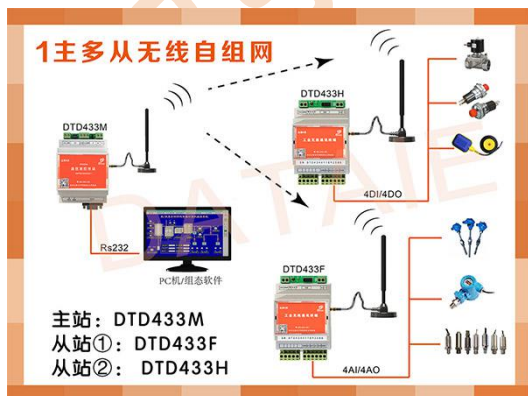 1主多从无线自组网
DTD433M
DTD433H
4DI/4DO
Rs232
PC机/组态软件
DTD433F
4AI/4AO
主站：DTD433M
从站①：DTD433F
从站②：DTD433H
DATAIE